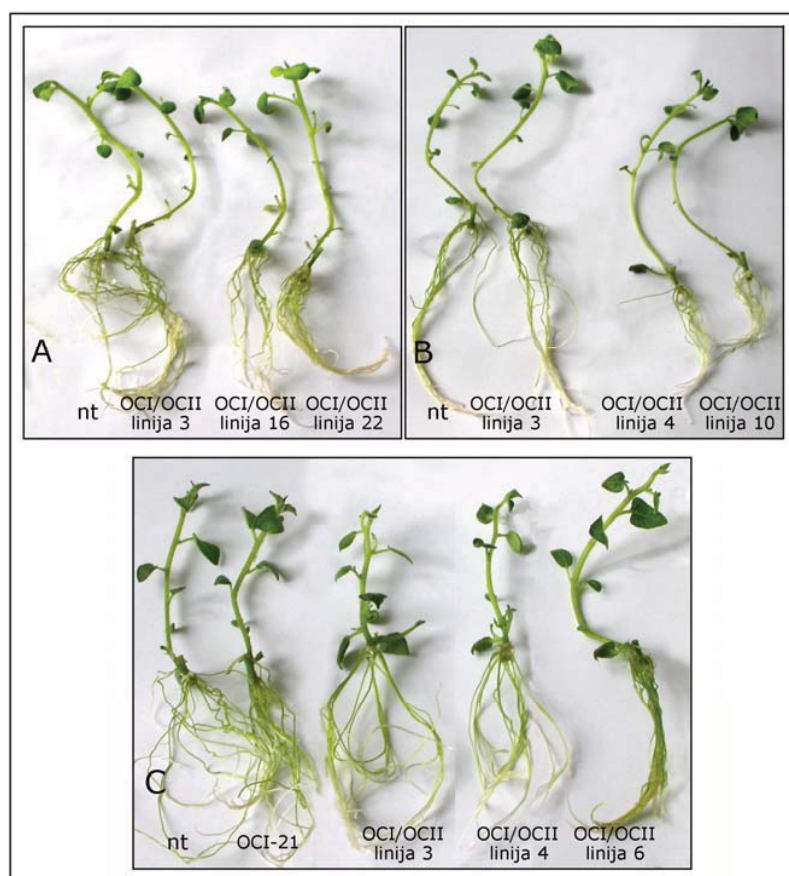 A
nt
OCI/OCII
linija 3
OCI/OCII
linija 16
OCI/OCII
linija 22
B
nt
OCI/OCII
linija 3
OCI/OCII
linija 4
OCI/OCII
linija 10
C
nt
OCI-21
OCI/OCII
linija 3
OCI/OCII
linija 4
OCI/OCII
linija 6